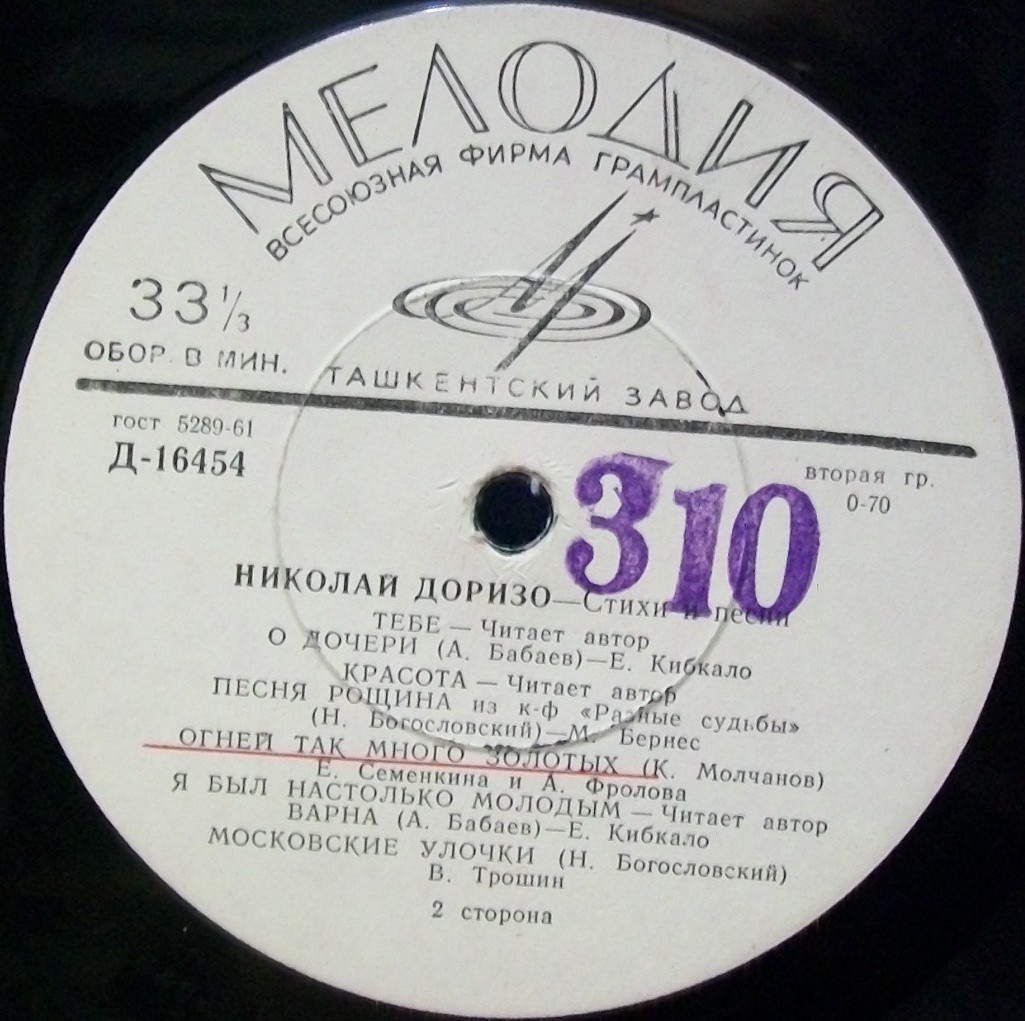 МЕЛОДИЯ
ВСЕСОЮЗНАЯ ФИРМА ГРАМПЛАСТИНОК
33 1/3
ОБОР. В МИН.
ТАШКЕНТСКИЙ ЗАВОД
гост 5289-61
Д-16454
вторая гр.
0-70
310
НИКОЛАЙ ДОРИЗО—Стихи и песни
ТЕБЕ — Читает автор
О ДОЧЕРИ (А. Бабаев)—Е. Кибкало
КРАСОТА — Читает автор
ПЕСНЯ РОЩИНА из к-ф «Разные судьбы»
(Н. Богословский)—М. Бернес
ОГНЕЙ ТАК МНОГО ЗОЛОТЫХ (К. Молчанов)
Е. Семенкина и А. Фролова
Я БЫЛ НАСТОЛЬКО МОЛОДЫМ — Читает автор
ВАРНА (А. Бабаев)—Е. Кибкало
МОСКОВСКИЕ УЛОЧКИ (Н. Богословский)
В. Трошин
2 сторона